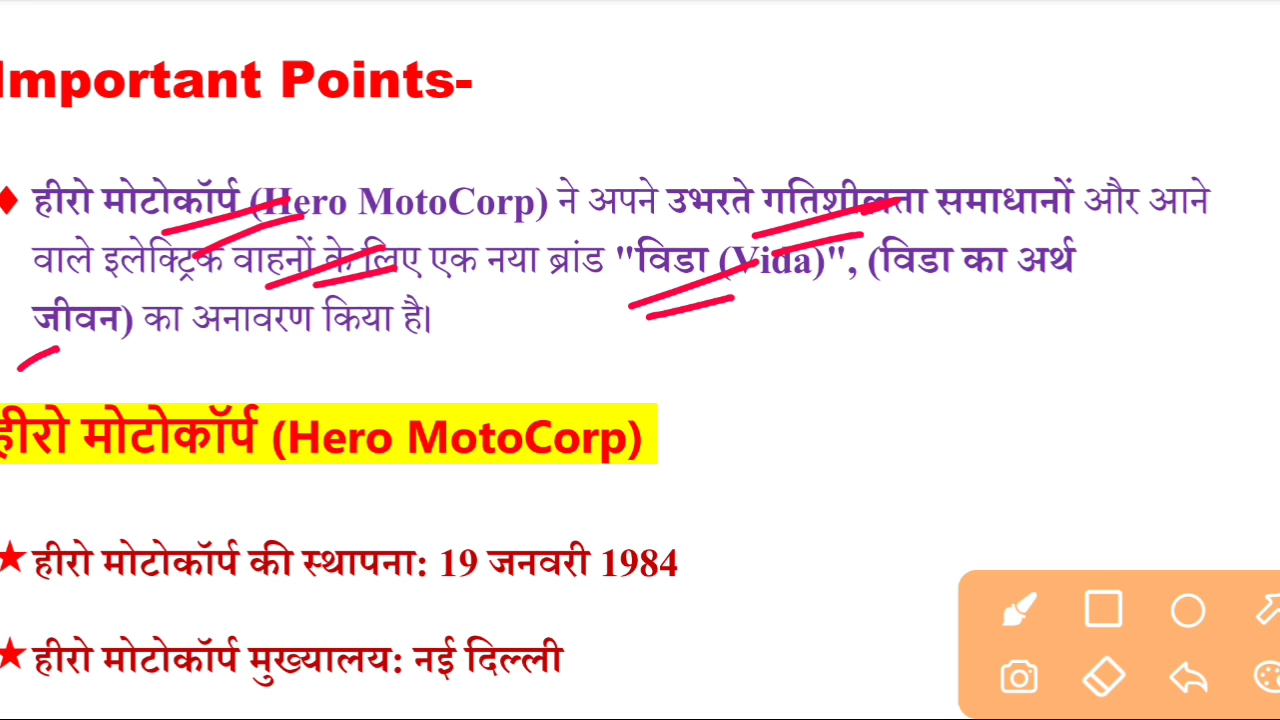 Important Points-
हीरो मोटोकॉर्प (Hero MotoCorp) ने अपने उभरते गतिशीलता समाधानों और आने
वाले इलेक्ट्रिक वाहनों के लिए एक नया ब्रांड "विडा (Vida)", (विडा का अर्थ
जीवन) का अनावरण किया है।
हीरो मोटोकॉर्प (Hero MotoCorp)
हीरो मोटोकॉर्प की स्थापना: 19 जनवरी 1984
हीरो मोटोकॉर्प मुख्यालय: नई दिल्ली